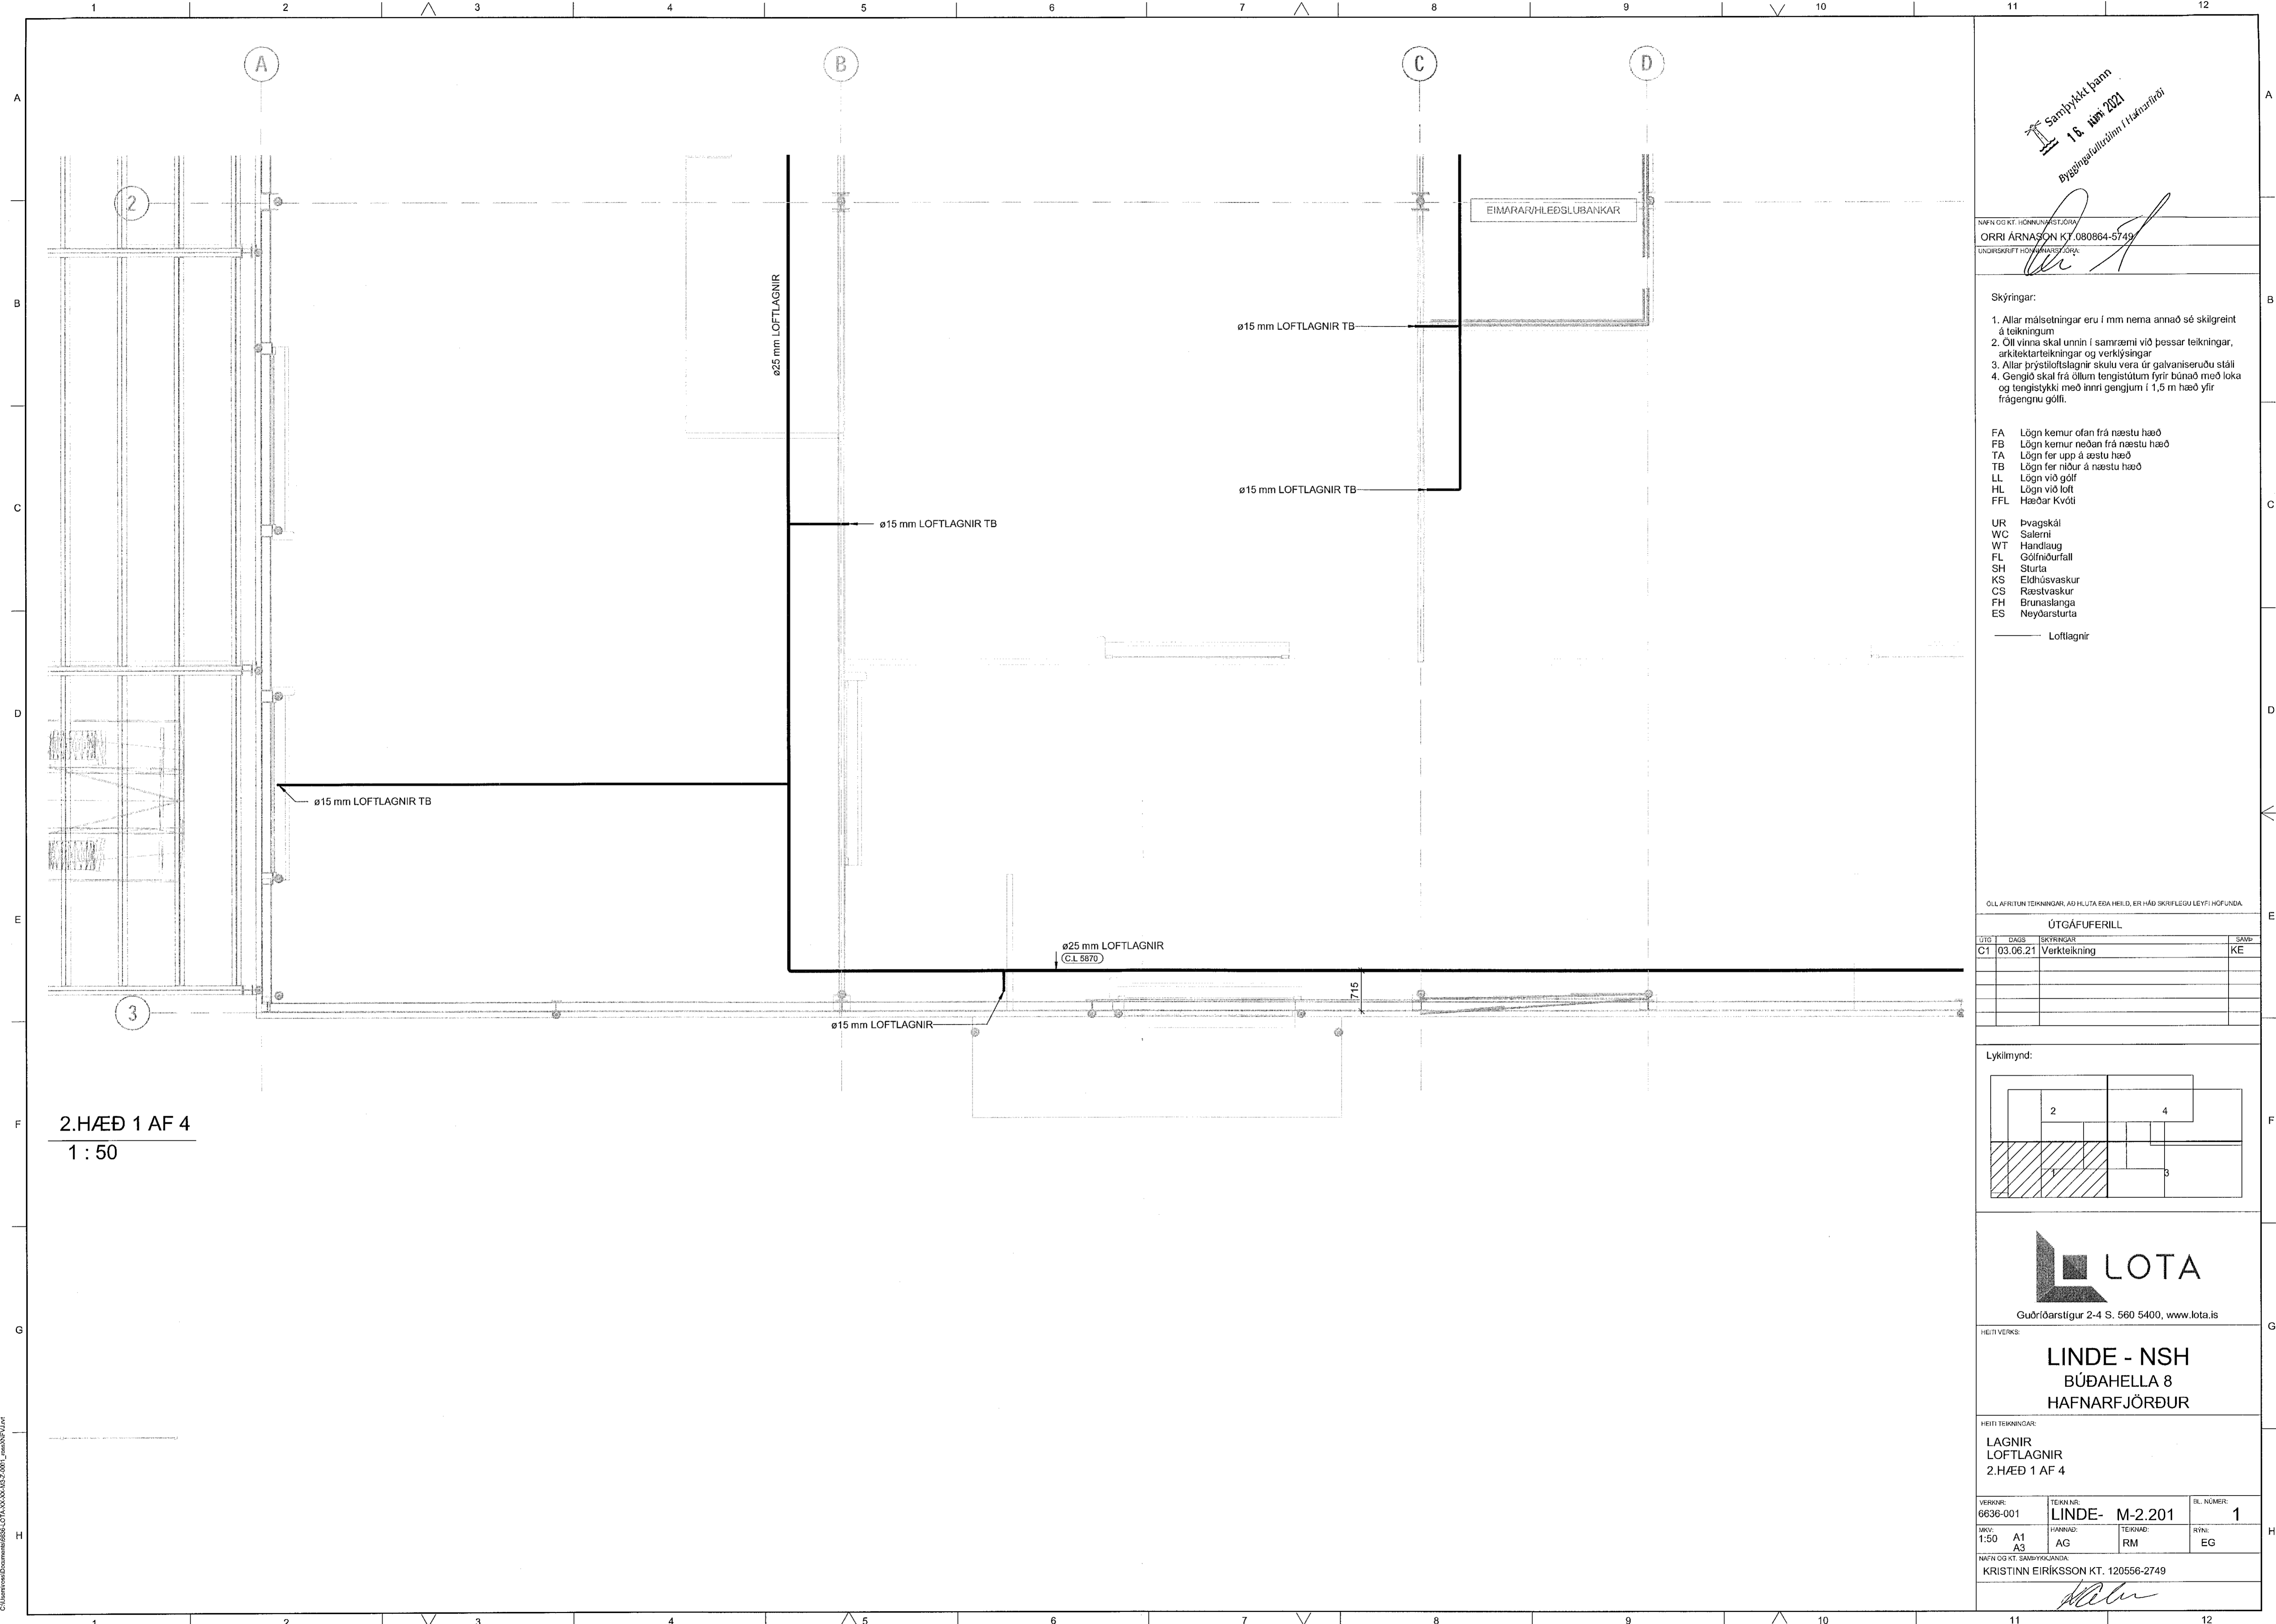 1 2 3 4 5 6 7 8 9 10 11 12
A B C D
A A
2
EIMARAR/HLEÐSLUBANKAR
B B
ø25 mm LOFTLAGNIR
ø15 mm LOFTLAGNIR TB
ø15 mm LOFTLAGNIR TB
C C
ø15 mm LOFTLAGNIR TB
D D
ø15 mm LOFTLAGNIR TB
E E
ø25 mm LOFTLAGNIR
C.L 5870
715
3
ø15 mm LOFTLAGNIR
F F
2.HÆÐ 1 AF 4
1 : 50
G G
H H
Samþykkt þann
16. júní 2021
Byggingafulltrúinn í Hafnarfirði
NAFN OG KT. HÖNNUNARSTJÓRA:
ORRI ÁRNASON KT.080864-5749
UNDIRSKRIFT HÖNNUNARSTJÓRA:
Skýringar:
1. Allar málsetningar eru í mm nema annað sé skilgreint
á teikningum
2. Öll vinna skal unnin í samræmi við þessar teikningar,
arkitektarteikningar og verklýsingar
3. Allar þrýstiloftslagnir skulu vera úr galvaniseruðu stáli
4. Gengið skal frá öllum tengistútum fyrir búnað með loka
og tengistykki með innri gengjum í 1,5 m hæð yfir
frágengnu gólfi.
FA Lögn kemur ofan frá næstu hæð
FB Lögn kemur neðan frá næstu hæð
TA Lögn fer upp á æstu hæð
TB Lögn fer niður á næstu hæð
LL Lögn við gólf
HL Lögn við loft
FFL Hæðar Kvóti
UR Þvagskál
WC Salerni
WT Handlaug
FL Gólfniðurfall
SH Sturta
KS Eldhúsvaskur
CS Ræstvaskur
FH Brunaslanga
ES Neyðarsturta
Loftlagnir
ÖLL AFRITUN TEIKNINGAR, AÐ HLUTA EÐA HEILD, ER HÁÐ SKRIFLEGU LEYFI HÖFUNDA.
ÚTGÁFUFERILL
ÚTG DAGS SKÝRINGAR SAMÞ
C1 03.06.21 Verkteikning KE
Lykilmynd:
2 4
1 3
LOTA
Guðríðarstígur 2-4 S. 560 5400, www.lota.is
HEITI VERKS:
LINDE - NSH
BÚÐAHELLA 8
HAFNARFJÖRÐUR
HEITI TEIKNINGAR:
LAGNIR
LOFTLAGNIR
2.HÆÐ 1 AF 4
VERKNR: TEIKN.NR: BL. NÚMER:
6636-001 LINDE- M-2.201 1
MKV: HANNAÐ: TEIKNAÐ: RÝNI:
1:50 A1 AG RM EG
A3
NAFN OG KT. SAMÞYKKJANDA:
KRISTINN EIRÍKSSON KT. 120556-2749
1 2 3 4 5 6 7 8 9 10 11 12